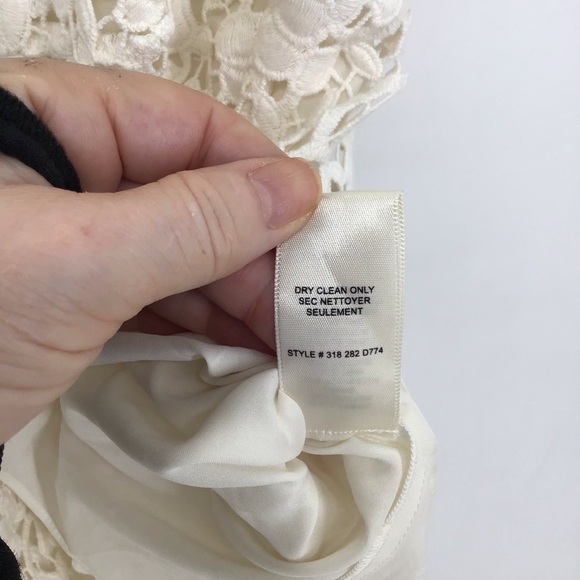 DRY CLEAN ONLY
SEC NETTOYER
SEULEMENT
STYLE # 318 282 D774